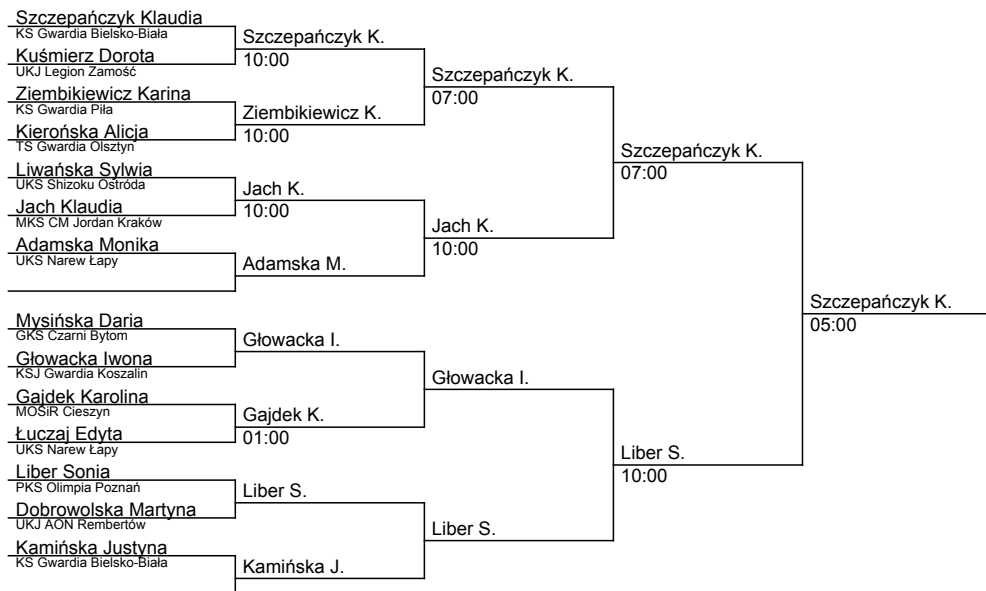 Szczepańczyk Klaudia
KS Gwardia Bielsko-Biała
Kuśmierz Dorota
UKJ Legion Zamość
Ziembikiewicz Karina
KS Gwardia Piła
Kierońska Alicja
TS Gwardia Olsztyn
Liwańska Sylwia
UKS Shizoku Ostróda
Jach Klaudia
MKS CM Jordan Kraków
Adamska Monika
UKS Narew Łapy
Mysińska Daria
GKS Czarni Bytom
Głowacka Iwona
KSJ Gwardia Koszalin
Gajdek Karolina
MOSiR Cieszyn
Łuczaj Edyta
UKS Narew Łapy
Liber Sonia
PKS Olimpia Poznań
Dobrowolska Martyna
UKJ AON Rembertów
Kamińska Justyna
KS Gwardia Bielsko-Biała
Szczepańczyk K.
10:00
Ziembikiewicz K.
10:00
Jach K.
10:00
Adamska M.
Głowacka I.
Gajdek K.
01:00
Liber S.
Kamińska J.
Szczepańczyk K.
07:00
Jach K.
10:00
Głowacka I.
Liber S.
Szczepańczyk K.
07:00
Liber S.
10:00
Szczepańczyk K.
05:00